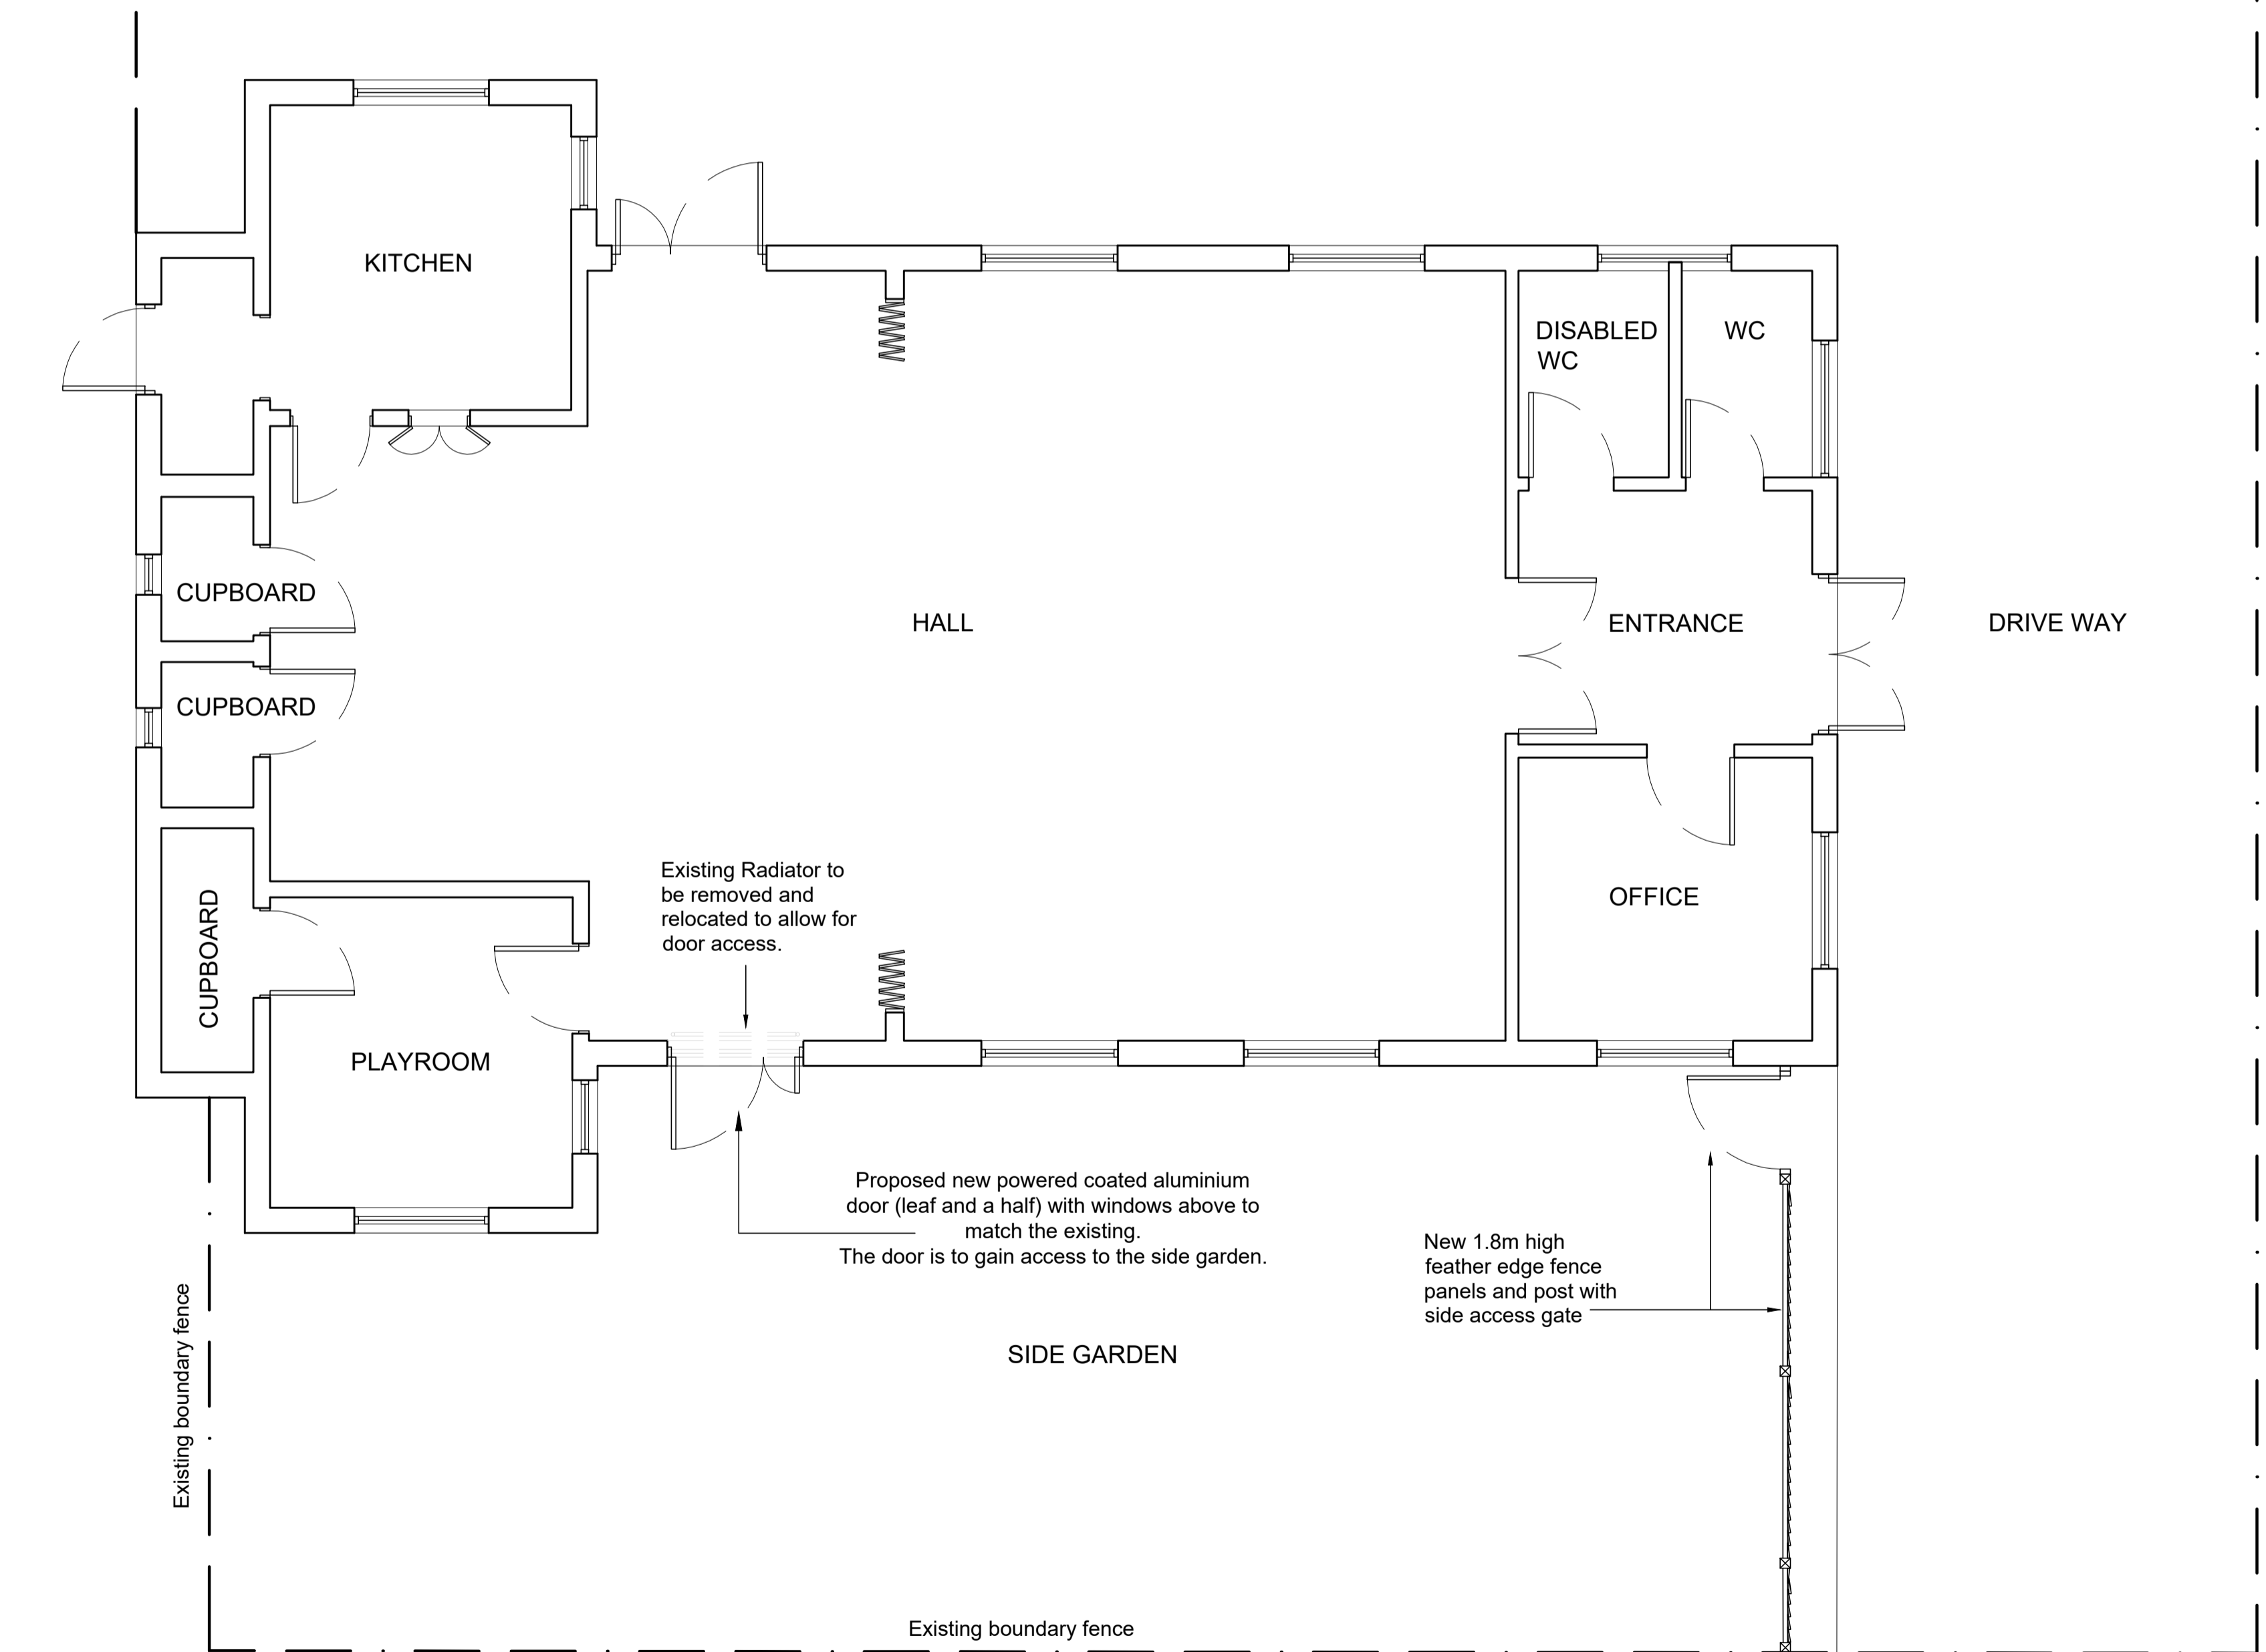 KITCHEN
DISABLED
WC
WC
CUPBOARD
HALL
ENTRANCE
DRIVE WAY
CUPBOARD
Existing Radiator to
be removed and
relocated to allow for
door access.
OFFICE
CUPBOARD
PLAYROOM
Proposed new powered coated aluminium
door (leaf and a half) with windows above to
match the existing.
The door is to gain access to the side garden.
New 1.8m high
feather edge fence
panels and post with
side access gate
SIDE GARDEN
Existing boundary fence
Existing boundary fence